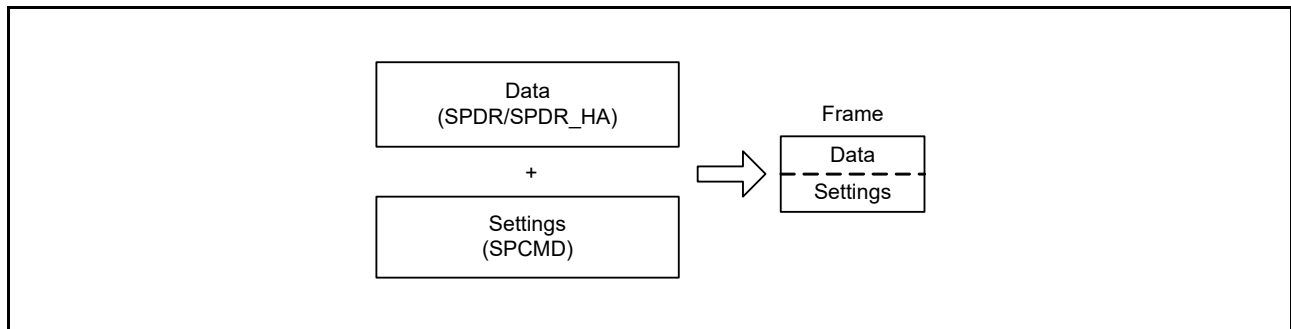 Data
(SPDR/SPDR_HA)
+
Settings
(SPCMD)
Frame
Data
Settings